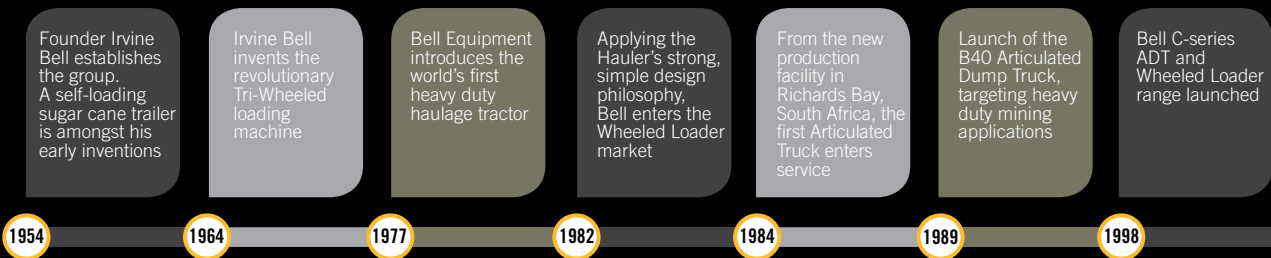 Founder Irvine
Bell establishes
the group.
A self-loading
sugar cane trailer
is amongst his
early inventions
Irvine Bell
invents the
revolutionary
Tri-Wheeled
loading
machine
Bell Equipment
introduces the
world's first
heavy duty
haulage tractor
Applying the
Hauler's strong,
simple design
philosophy,
Bell enters the
Wheeled Loader
market
From the new
production
facility in
Richards Bay,
South Africa, the
first Articulated
Truck enters
service
Launch of the
B40 Articulated
Dump Truck,
targeting heavy
duty mining
applications
Bell C-series
ADT and
Wheeled Loader
range launched
1954
1964
1977
1982
1984
1989
1998